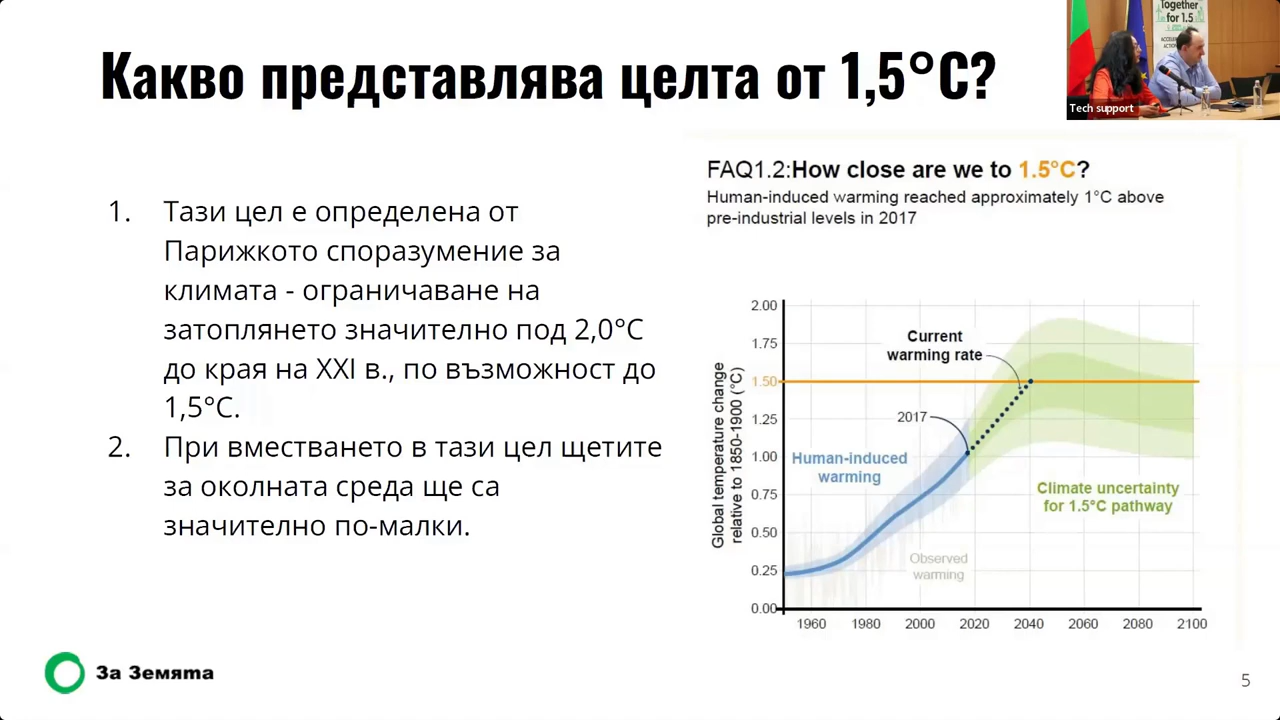 Какво представлява целта от 1,5°C?
Together
for 1.5
Tech support
1. Тази цел е определена от
Парижкото споразумение за
климата - ограничаване на
затоплянето значително под 2,0°C
до края на XXI в., по възможност до
1,5°C.
2. При вместването в тази цел щетите
за околната среда ще са
значително по-малки.
FAQ1.2:How close are we to 1.5°C?
Human-induced warming reached approximately 1°C above
pre-industrial levels in 2017
Global temperature change
relative to 1850-1900 (°C)
2.00
1.75
1.50
1.25
1.00
0.75
0.50
0.25
0.00
Current
warming rate
2017
Human-induced
warming
Climate uncertainty
for 1.5°C pathway
Observed
warming
1960 1980 2000 2020 2040 2060 2080 2100
За Земята
5